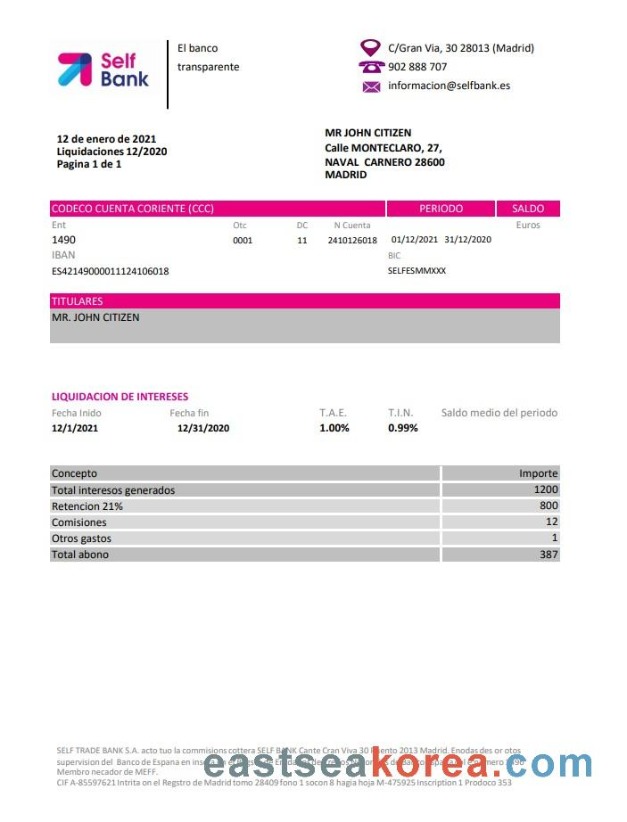 Self
Bank
El banco
transparente
C/Gran Via, 30 28013 (Madrid)
902 888 707
informacion@selfbank.es
12 de enero de 2021
Liquidaciones 12/2020
Pagina 1 de 1
MR JOHN CITIZEN
Calle MONTECLARO, 27,
NAVAL CARNERO 28600
MADRID
CODECO CUENTA CORIENTE (CCC) PERIODO SALDO
Ent Otc DC N Cuenta Euros
1490 0001 11 2410126018 01/12/2021 31/12/2020
IBAN BIC
ES42149000011124106018 SELFESMMXXX
TITULARES
MR. JOHN CITIZEN
LIQUIDACION DE INTERESES
Fecha Inido Fecha fin T.A.E. T.I.N. Saldo medio del periodo
12/1/2021 12/31/2020 1.00% 0.99%
Concepto Importe
Total interesos generados 1200
Retencion 21% 800
Comisiones 12
Otros gastos 1
Total abono 387
SELF TRADE BANK S.A. acto tuo la commisions cottera SELF BANK Cante Cran Viva 30 2013 Madrid. Enodas des or otos
supervision del Banco de Espana en
Membro necador de MEFF.
CIF A-85597621 Intrita on el Registro de Madrid tomo 28409 fono 1 socon 8 hagia hoja M-475925 Inscription 1 Prodoco 353
eastseakorea.com